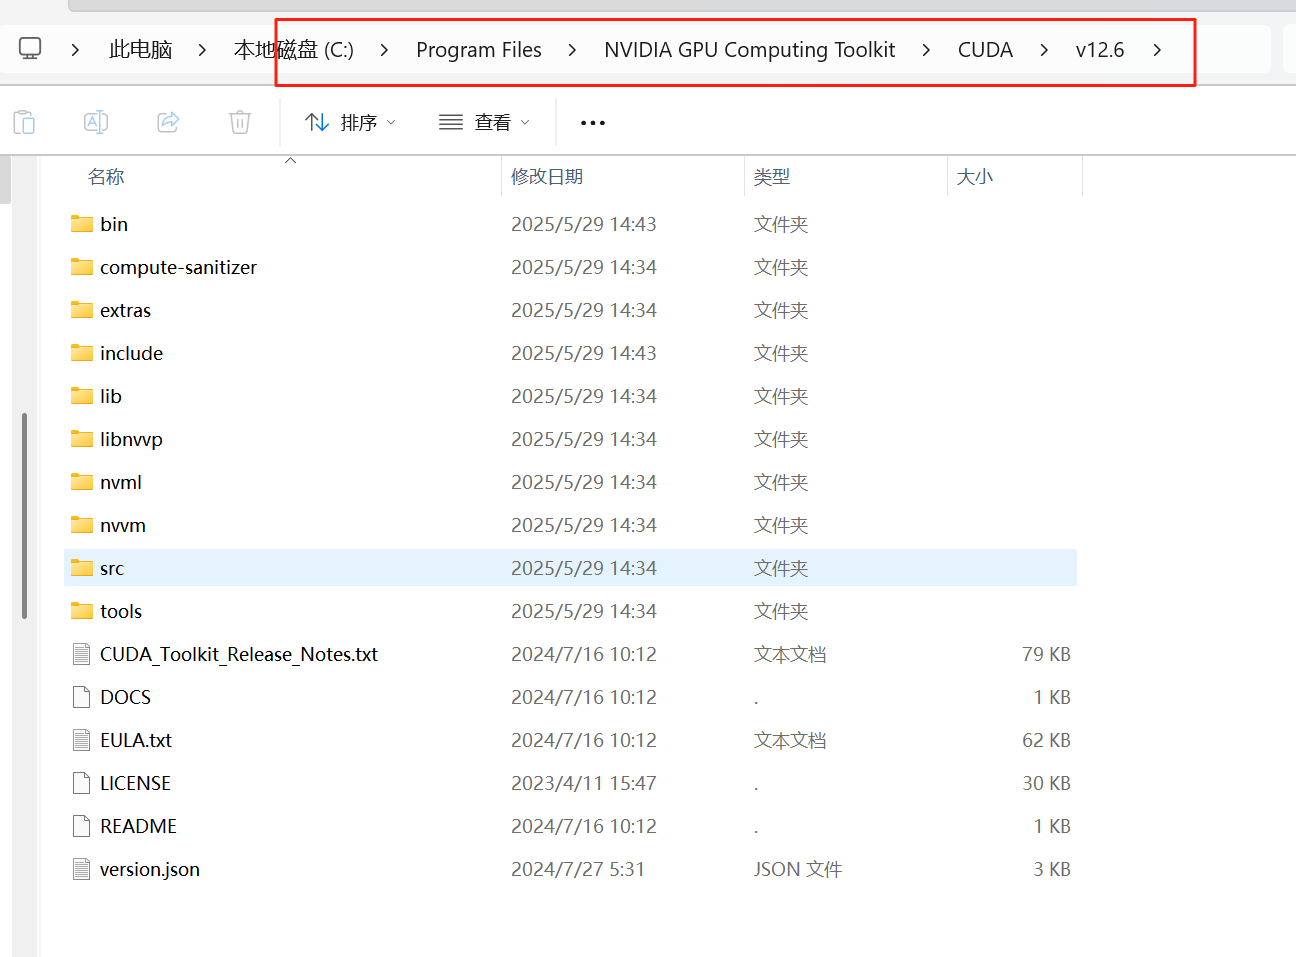 此电脑 本地磁盘 (C:) Program Files NVIDIA GPU Computing Toolkit CUDA v12.6
排序 查看
名称 修改日期 类型 大小
bin 2025/5/29 14:43 文件夹
compute-sanitizer 2025/5/29 14:34 文件夹
extras 2025/5/29 14:34 文件夹
include 2025/5/29 14:43 文件夹
lib 2025/5/29 14:34 文件夹
libnvvp 2025/5/29 14:34 文件夹
nvml 2025/5/29 14:34 文件夹
nvvm 2025/5/29 14:34 文件夹
src 2025/5/29 14:34 文件夹
tools 2025/5/29 14:34 文件夹
CUDA_Toolkit_Release_Notes.txt 2024/7/16 10:12 文本文档 79 KB
DOCS 2024/7/16 10:12 . 1 KB
EULA.txt 2024/7/16 10:12 文本文档 62 KB
LICENSE 2023/4/11 15:47 . 30 KB
README 2024/7/16 10:12 . 1 KB
version.json 2024/7/27 5:31 JSON 文件 3 KB